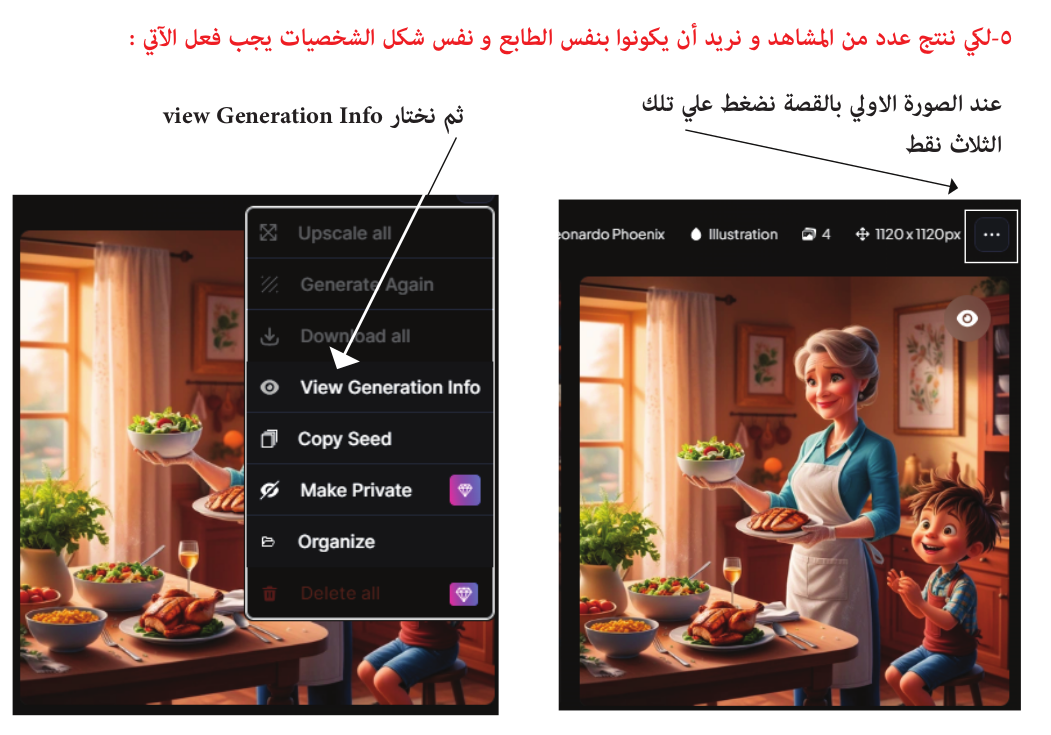 ٥-لكي ننتج عدد من المشاهد و نريد أن يكونوا بنفس الطابع و نفس شكل الشخصيات يجب فعل الآتي :
عند الصورة الاولي بالقصة نضغط علي تلك
الثلاث نقط
ثم نختار view Generation Info
eonardo Phoenix Illustration 4 1120 x 1120px
Upscale all
Generate Again
Download all
View Generation Info
Copy Seed
Make Private
Organize
Delete all